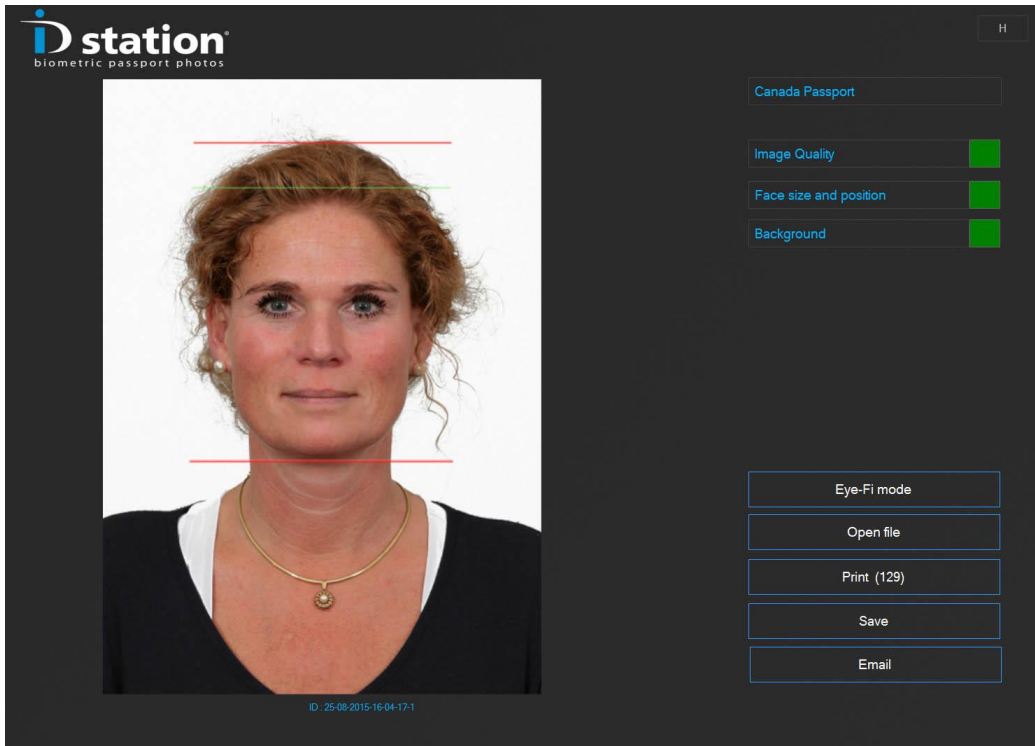 iD station®
biometric passport photos
H
Canada Passport
Image Quality
Face size and position
Background
Eye-Fi mode
Open file
Print (129)
Save
Email
ID : 25-08-2015-16-04-17-1